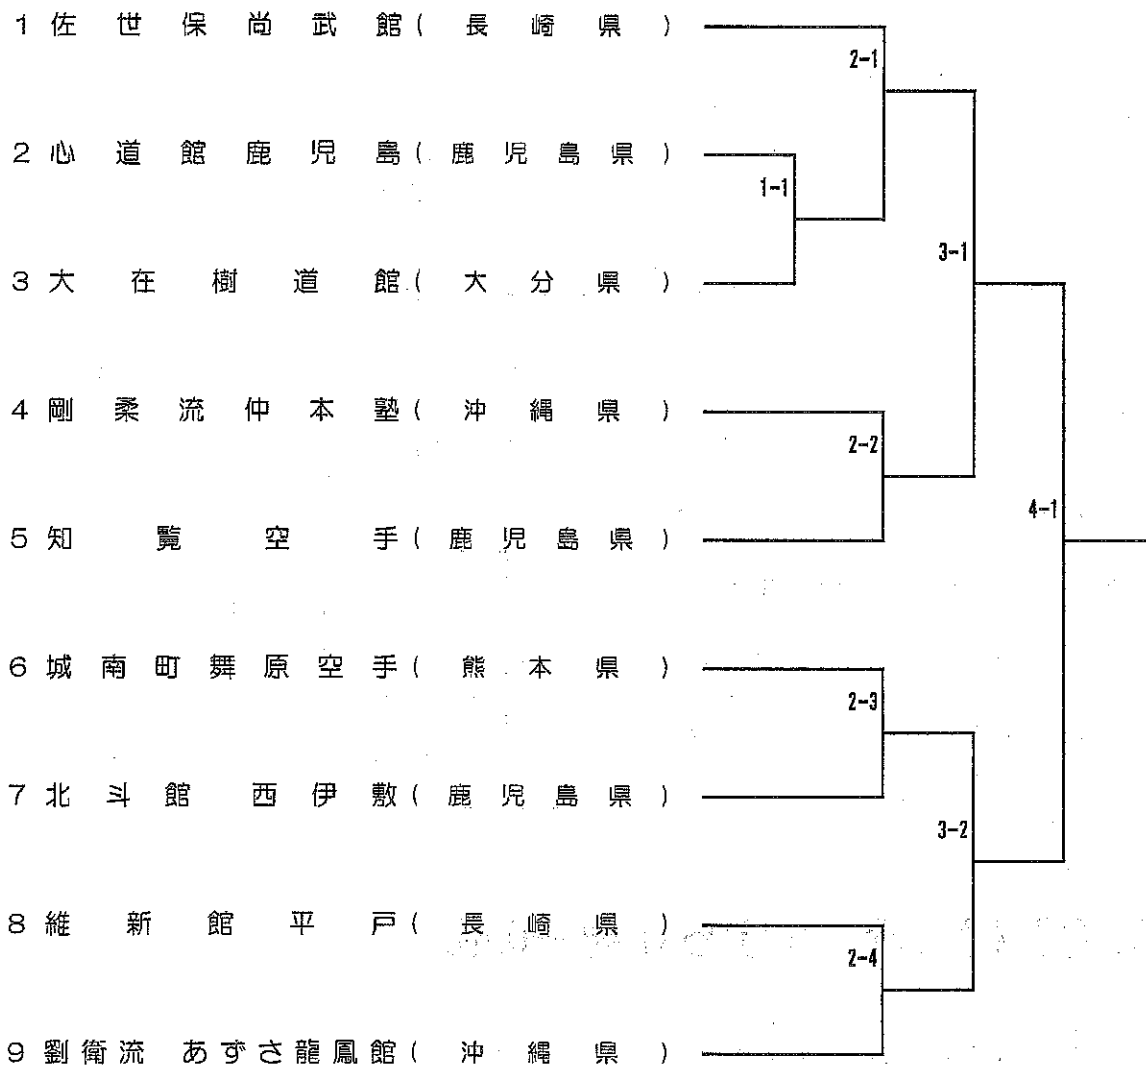 1 佐世保尚武館(長崎県)
2-1
2 心道館鹿児島(鹿児島県)
1-1
3 大在樹道館(大分県)
3-1
4 剛柔流仲本塾(沖縄県)
2-2
4-1
5 知覧空手(鹿児島県)
6 城南町舞原空手(熊本県)
2-3
7 北斗館 西伊敷(鹿児島県)
3-2
8 維新館平戸(長崎県)
2-4
9 劉衛流 あずさ龍鳳館(沖縄県)